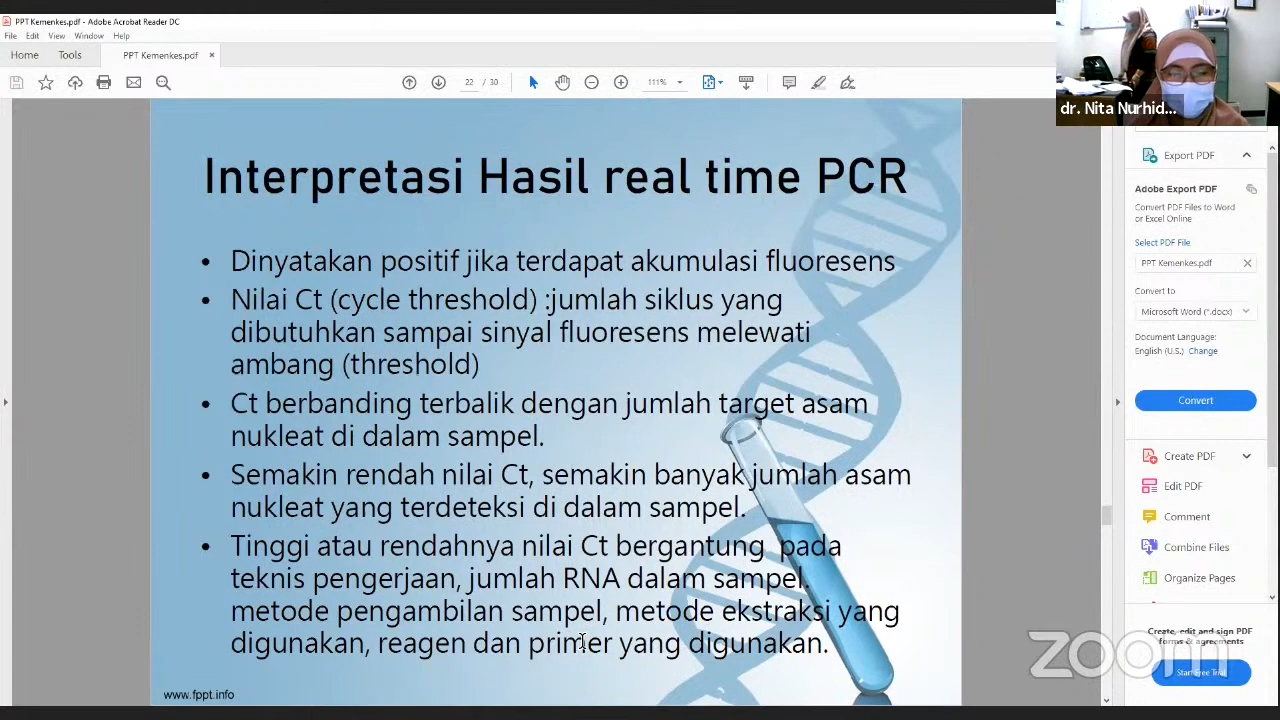 PPT Kemenkes.pdf - Adobe Acrobat Reader DC
File Edit View Window Help
Home Tools PPT Kemenkes.pdf ×
22 / 30 111%
dr. Nita Nurhid...
Interpretasi Hasil real time PCR
• Dinyatakan positif jika terdapat akumulasi fluoresens
• Nilai Ct (cycle threshold) :jumlah siklus yang
dibutuhkan sampai sinyal fluoresens melewati
ambang (threshold)
• Ct berbanding terbalik dengan jumlah target asam
nukleat di dalam sampel.
• Semakin rendah nilai Ct, semakin banyak jumlah asam
nukleat yang terdeteksi di dalam sampel.
• Tinggi atau rendahnya nilai Ct bergantung  pada
teknis pengerjaan, jumlah RNA dalam sampel.
metode pengambilan sampel, metode ekstraksi yang
digunakan, reagen dan primer yang digunakan.
www.fppt.info
Export PDF
Adobe Export PDF
Convert PDF Files to Word
or Excel Online
Select PDF File
PPT Kemenkes.pdf
Convert to
Microsoft Word (*.docx)
Document Language:
English (U.S.) Change
Convert
Create PDF
Edit PDF
Comment
Combine Files
Organize Pages
Create, edit and sign PDF
forms & agreements
Start Free Trial
zoom